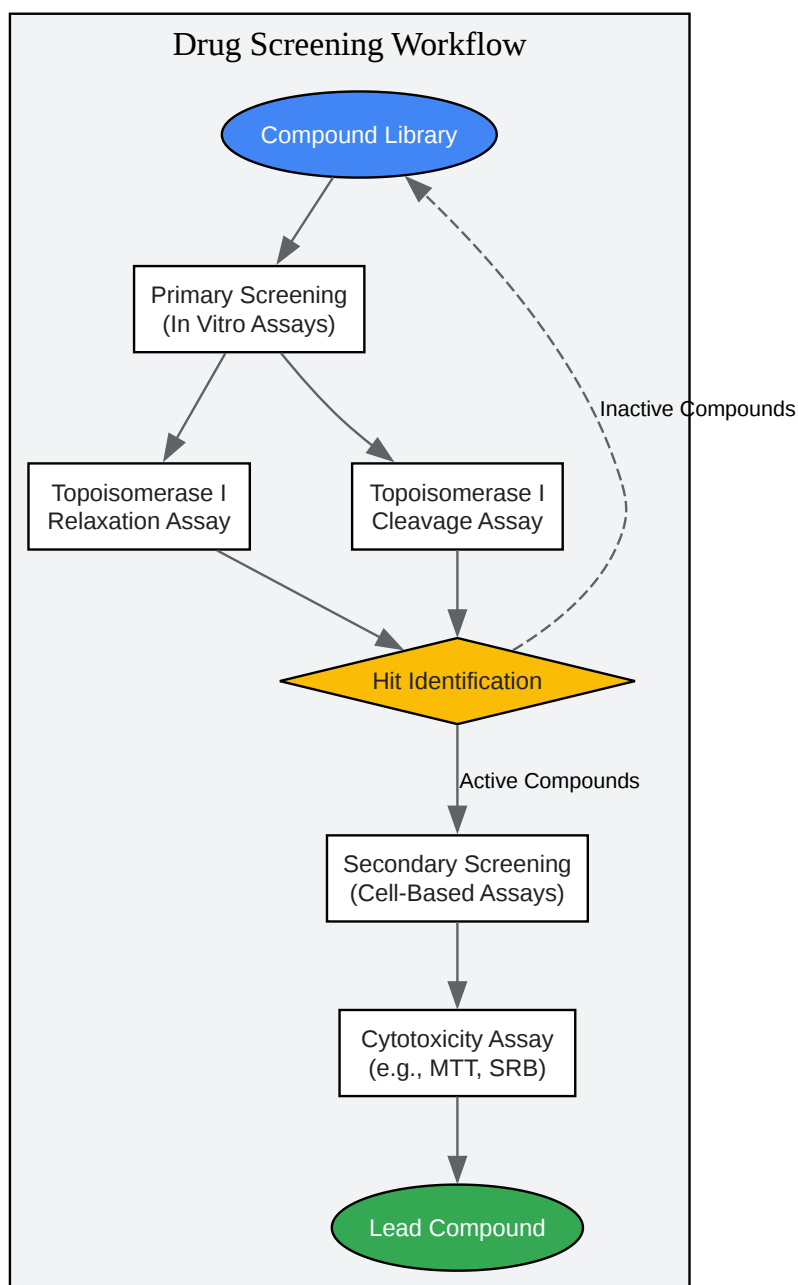 Drug Screening Workflow
Compound Library
Primary Screening
(In Vitro Assays)
Inactive Compounds
Topoisomerase I
Relaxation Assay
Topoisomerase I
Cleavage Assay
Hit Identification
Active Compounds
Secondary Screening
(Cell-Based Assays)
Cytotoxicity Assay
(e.g., MTT, SRB)
Lead Compound